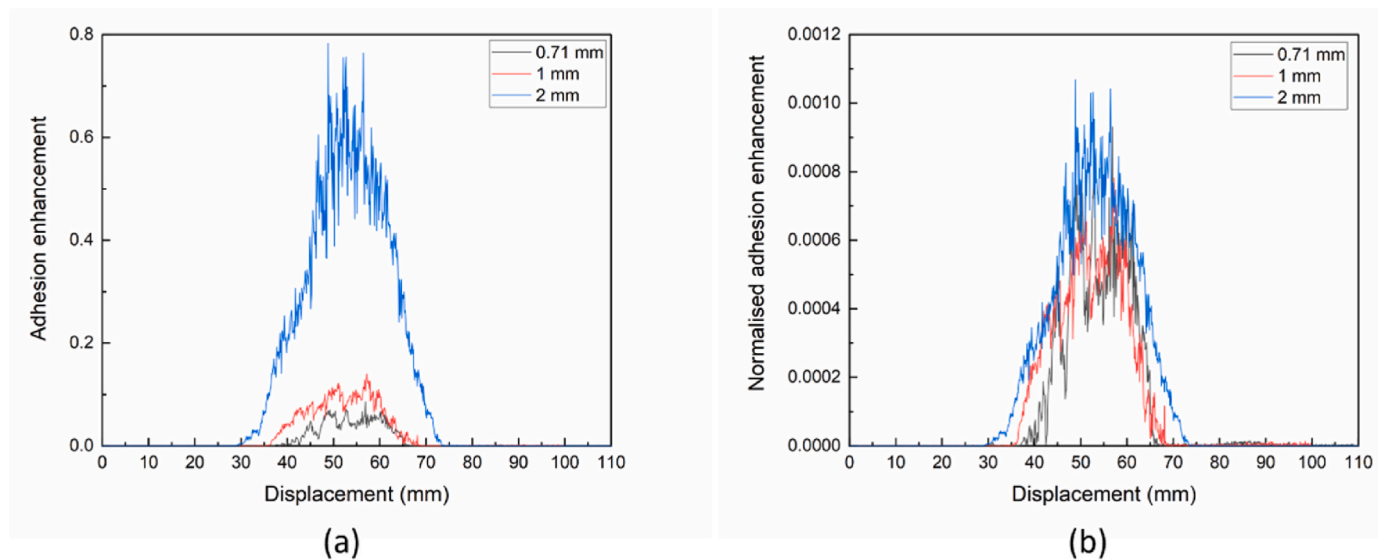 Adhesion enhancement
0.8
0.6
0.4
0.2
0.0
0.71 mm
1 mm
2 mm
0 10 20 30 40 50 60 70 80 90 100 110
Displacement (mm)
(a)
Normalised adhesion enhancement
0.0012
0.0010
0.0008
0.0006
0.0004
0.0002
0.0000
0.71 mm
1 mm
2 mm
0 10 20 30 40 50 60 70 80 90 100 110
Displacement (mm)
(b)